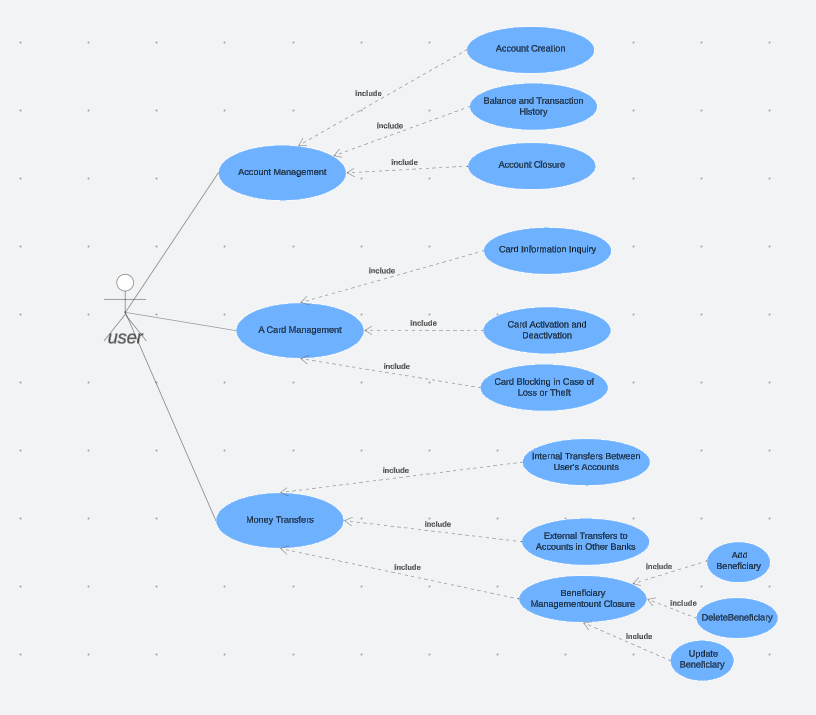 Account Creation
include
Balance and Transaction
History
include
Account Closure
include
Account Management
Card Information Inquiry
include
user
A Card Management
include
Card Activation and
Deactivation
include
Card Blocking in Case of
Loss or Theft
Internal Transfers Between
User's Accounts
include
Money Transfers
include
External Transfers to
Accounts in Other Banks
include
Beneficiary
Managementount Closure
include
Add
Beneficiary
include
DeleteBeneficiary
include
Update
Beneficiary